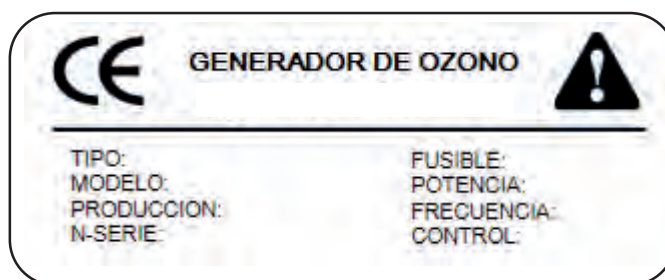 CE
GENERADOR DE OZONO
TIPO:
MODELO:
PRODUCCION:
N-SERIE:
FUSIBLE:
POTENCIA:
FRECUENCIA:
CONTROL: